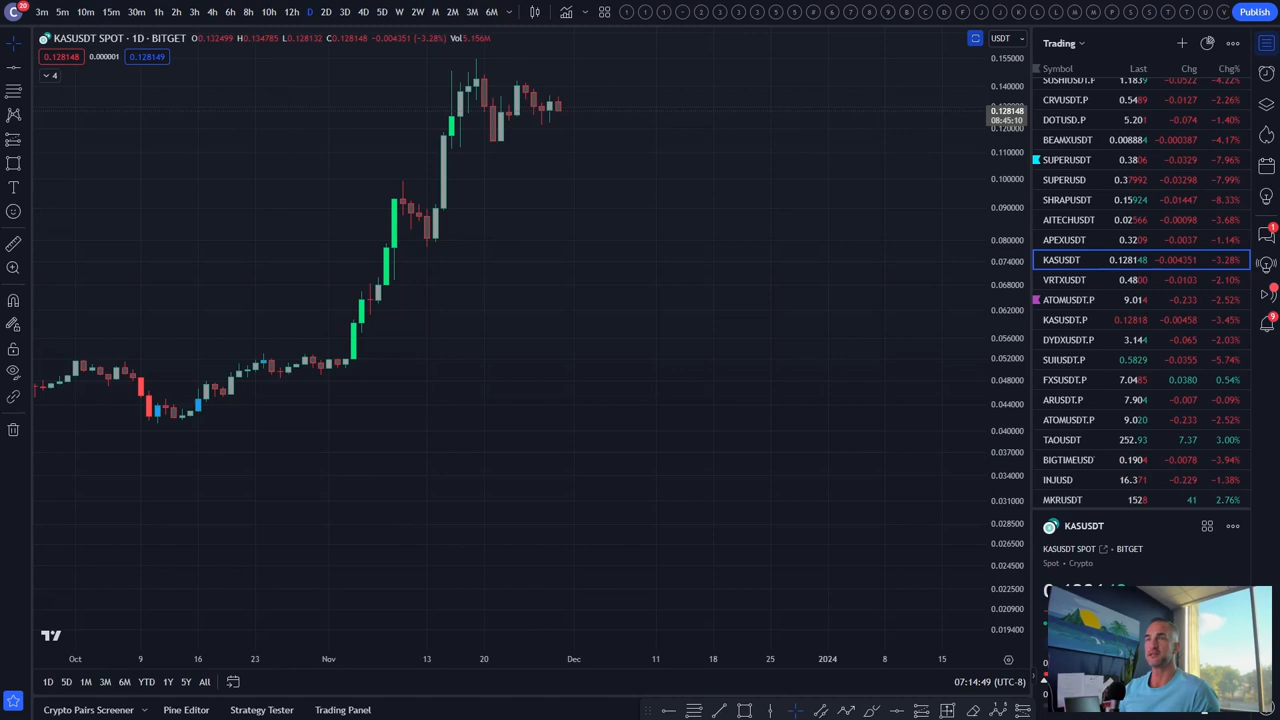 C 20 3m 5m 10m 15m 30m 1h 2h 3h 4h 6h 8h 10h 12h D 2D 3D 4D 5D W 2W M 2M 3M 6M Publish
KASUSDT SPOT · 1D · BITGET O0.132499 H0.134785 L0.128132 C0.128148 −0.004351 (−3.28%) Vol5.156M
0.128148 0.000001 0.128149
4
USDT
0.155000
0.140000
0.128148
08:45:10
0.120000
0.110000
0.100000
0.090000
0.080000
0.074000
0.068000
0.062000
0.056000
0.052000
0.048000
0.044000
0.040000
0.037000
0.034000
0.031000
0.028500
0.026500
0.024500
0.022500
0.020900
0.019400
Oct 9 16 23 Nov 13 20 Dec 11 18 25 2024 8 15
1D 5D 1M 3M 6M YTD 1Y 5Y All
07:14:49 (UTC-8)
Crypto Pairs Screener Pine Editor Strategy Tester Trading Panel
Trading
Symbol Last Chg Chg%
SUSHIUSDT.P 1.1839 −0.0522 −4.22%
CRVUSDT.P 0.5489 −0.0127 −2.26%
DOTUSD.P 5.201 −0.074 −1.40%
BEAMXUSDT 0.008884 −0.000387 −4.17%
SUPERUSDT 0.3806 −0.0329 −7.96%
SUPERUSD 0.37992 −0.03298 −7.99%
SHRAPUSDT 0.15924 −0.01447 −8.33%
AITECHUSDT 0.02566 −0.00098 −3.68%
APEXUSDT 0.3209 −0.0037 −1.14%
KASUSDT 0.128148 −0.004351 −3.28%
VRTXUSDT 0.4800 −0.0103 −2.10%
ATOMUSDT.P 9.014 −0.233 −2.52%
KASUSDT.P 0.12818 −0.00458 −3.45%
DYDXUSDT.P 3.144 −0.065 −2.03%
SUIUSDT.P 0.5829 −0.0355 −5.74%
FXSUSDT.P 7.0485 0.0380 0.54%
ARUSDT.P 7.904 −0.007 −0.09%
ATOMUSDT.P 9.020 −0.233 −2.52%
TAOUSDT 252.93 7.37 3.00%
BIGTIMEUSD 0.1904 −0.0078 −3.94%
INJUSD 16.371 −0.229 −1.38%
MKRUSDT 1528 41 2.76%
KASUSDT
KASUSDT SPOT · BITGET
Spot • Crypto
1
9